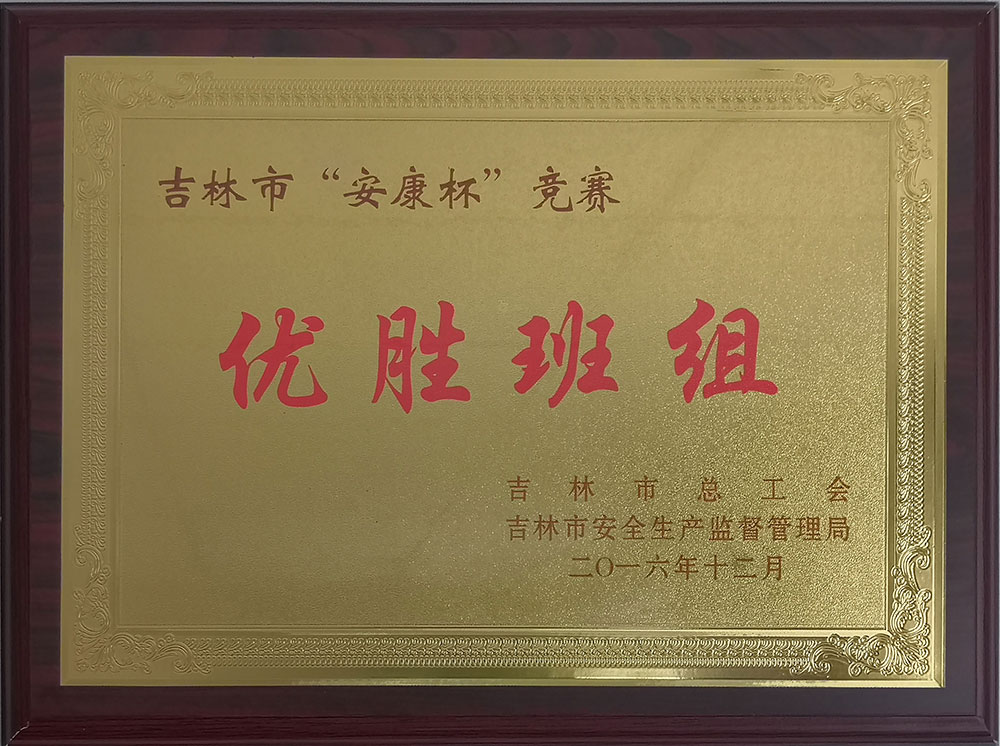 吉林市“安康杯”竞赛
优胜班组
吉林市总工会
吉林市安全生产监督管理局
二〇一六年十二月